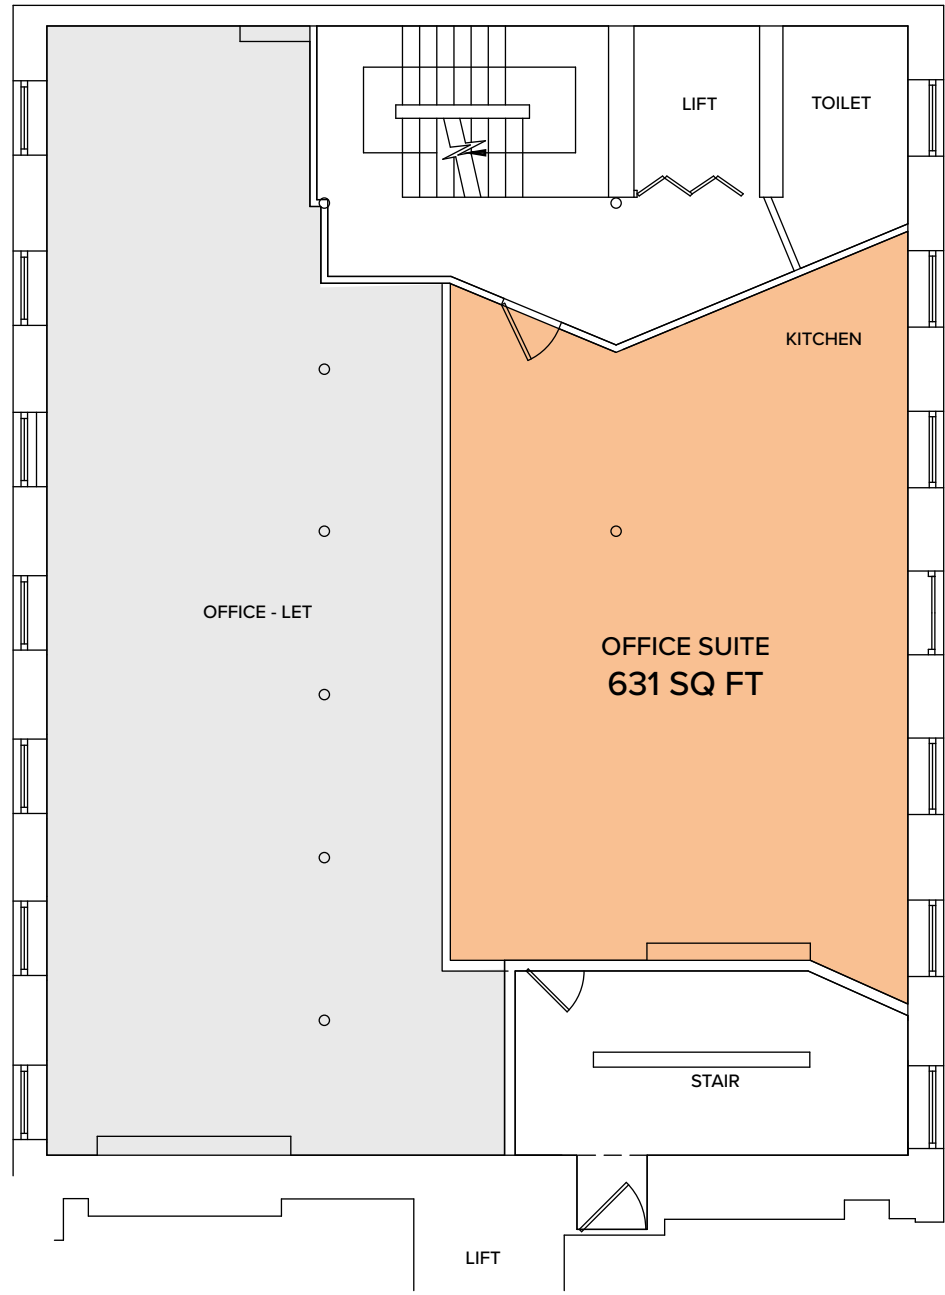 LIFT
TOILET
KITCHEN
OFFICE - LET
OFFICE SUITE
631 SQ FT
STAIR
LIFT